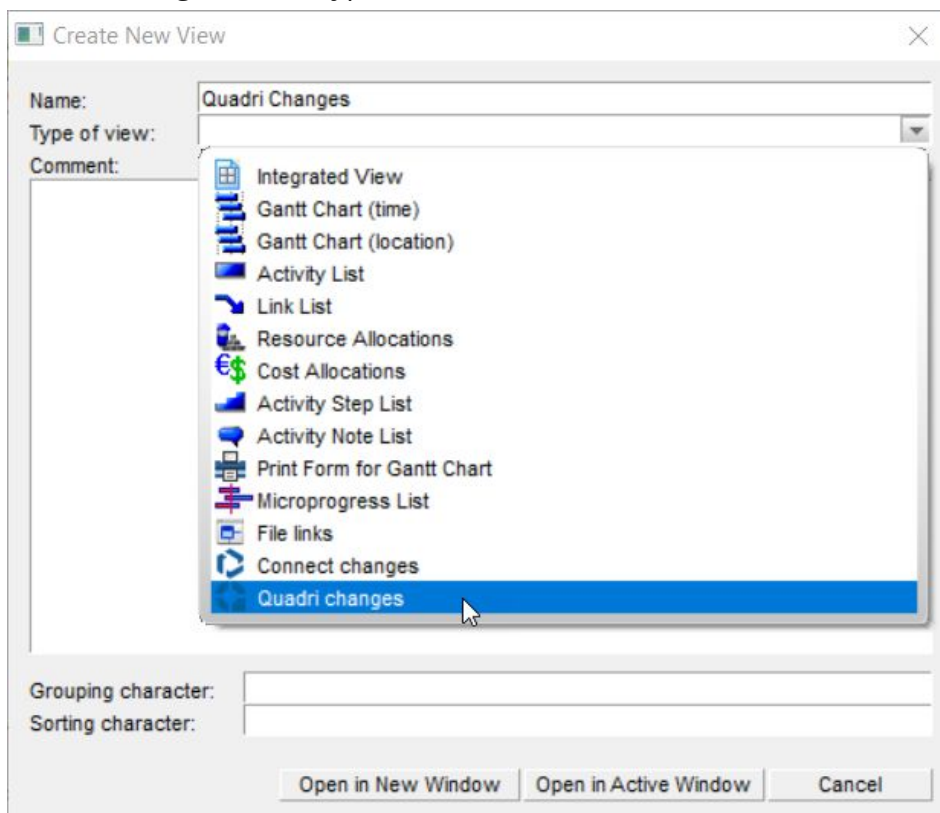 Create New View
Name: Quadri Changes
Type of view:
Comment:
Integrated View
Gantt Chart (time)
Gantt Chart (location)
Activity List
Link List
Resource Allocations
€$ Cost Allocations
Activity Step List
Activity Note List
Print Form for Gantt Chart
Microprogress List
File links
Connect changes
Quadri changes
Grouping character:
Sorting character:
Open in New Window Open in Active Window Cancel